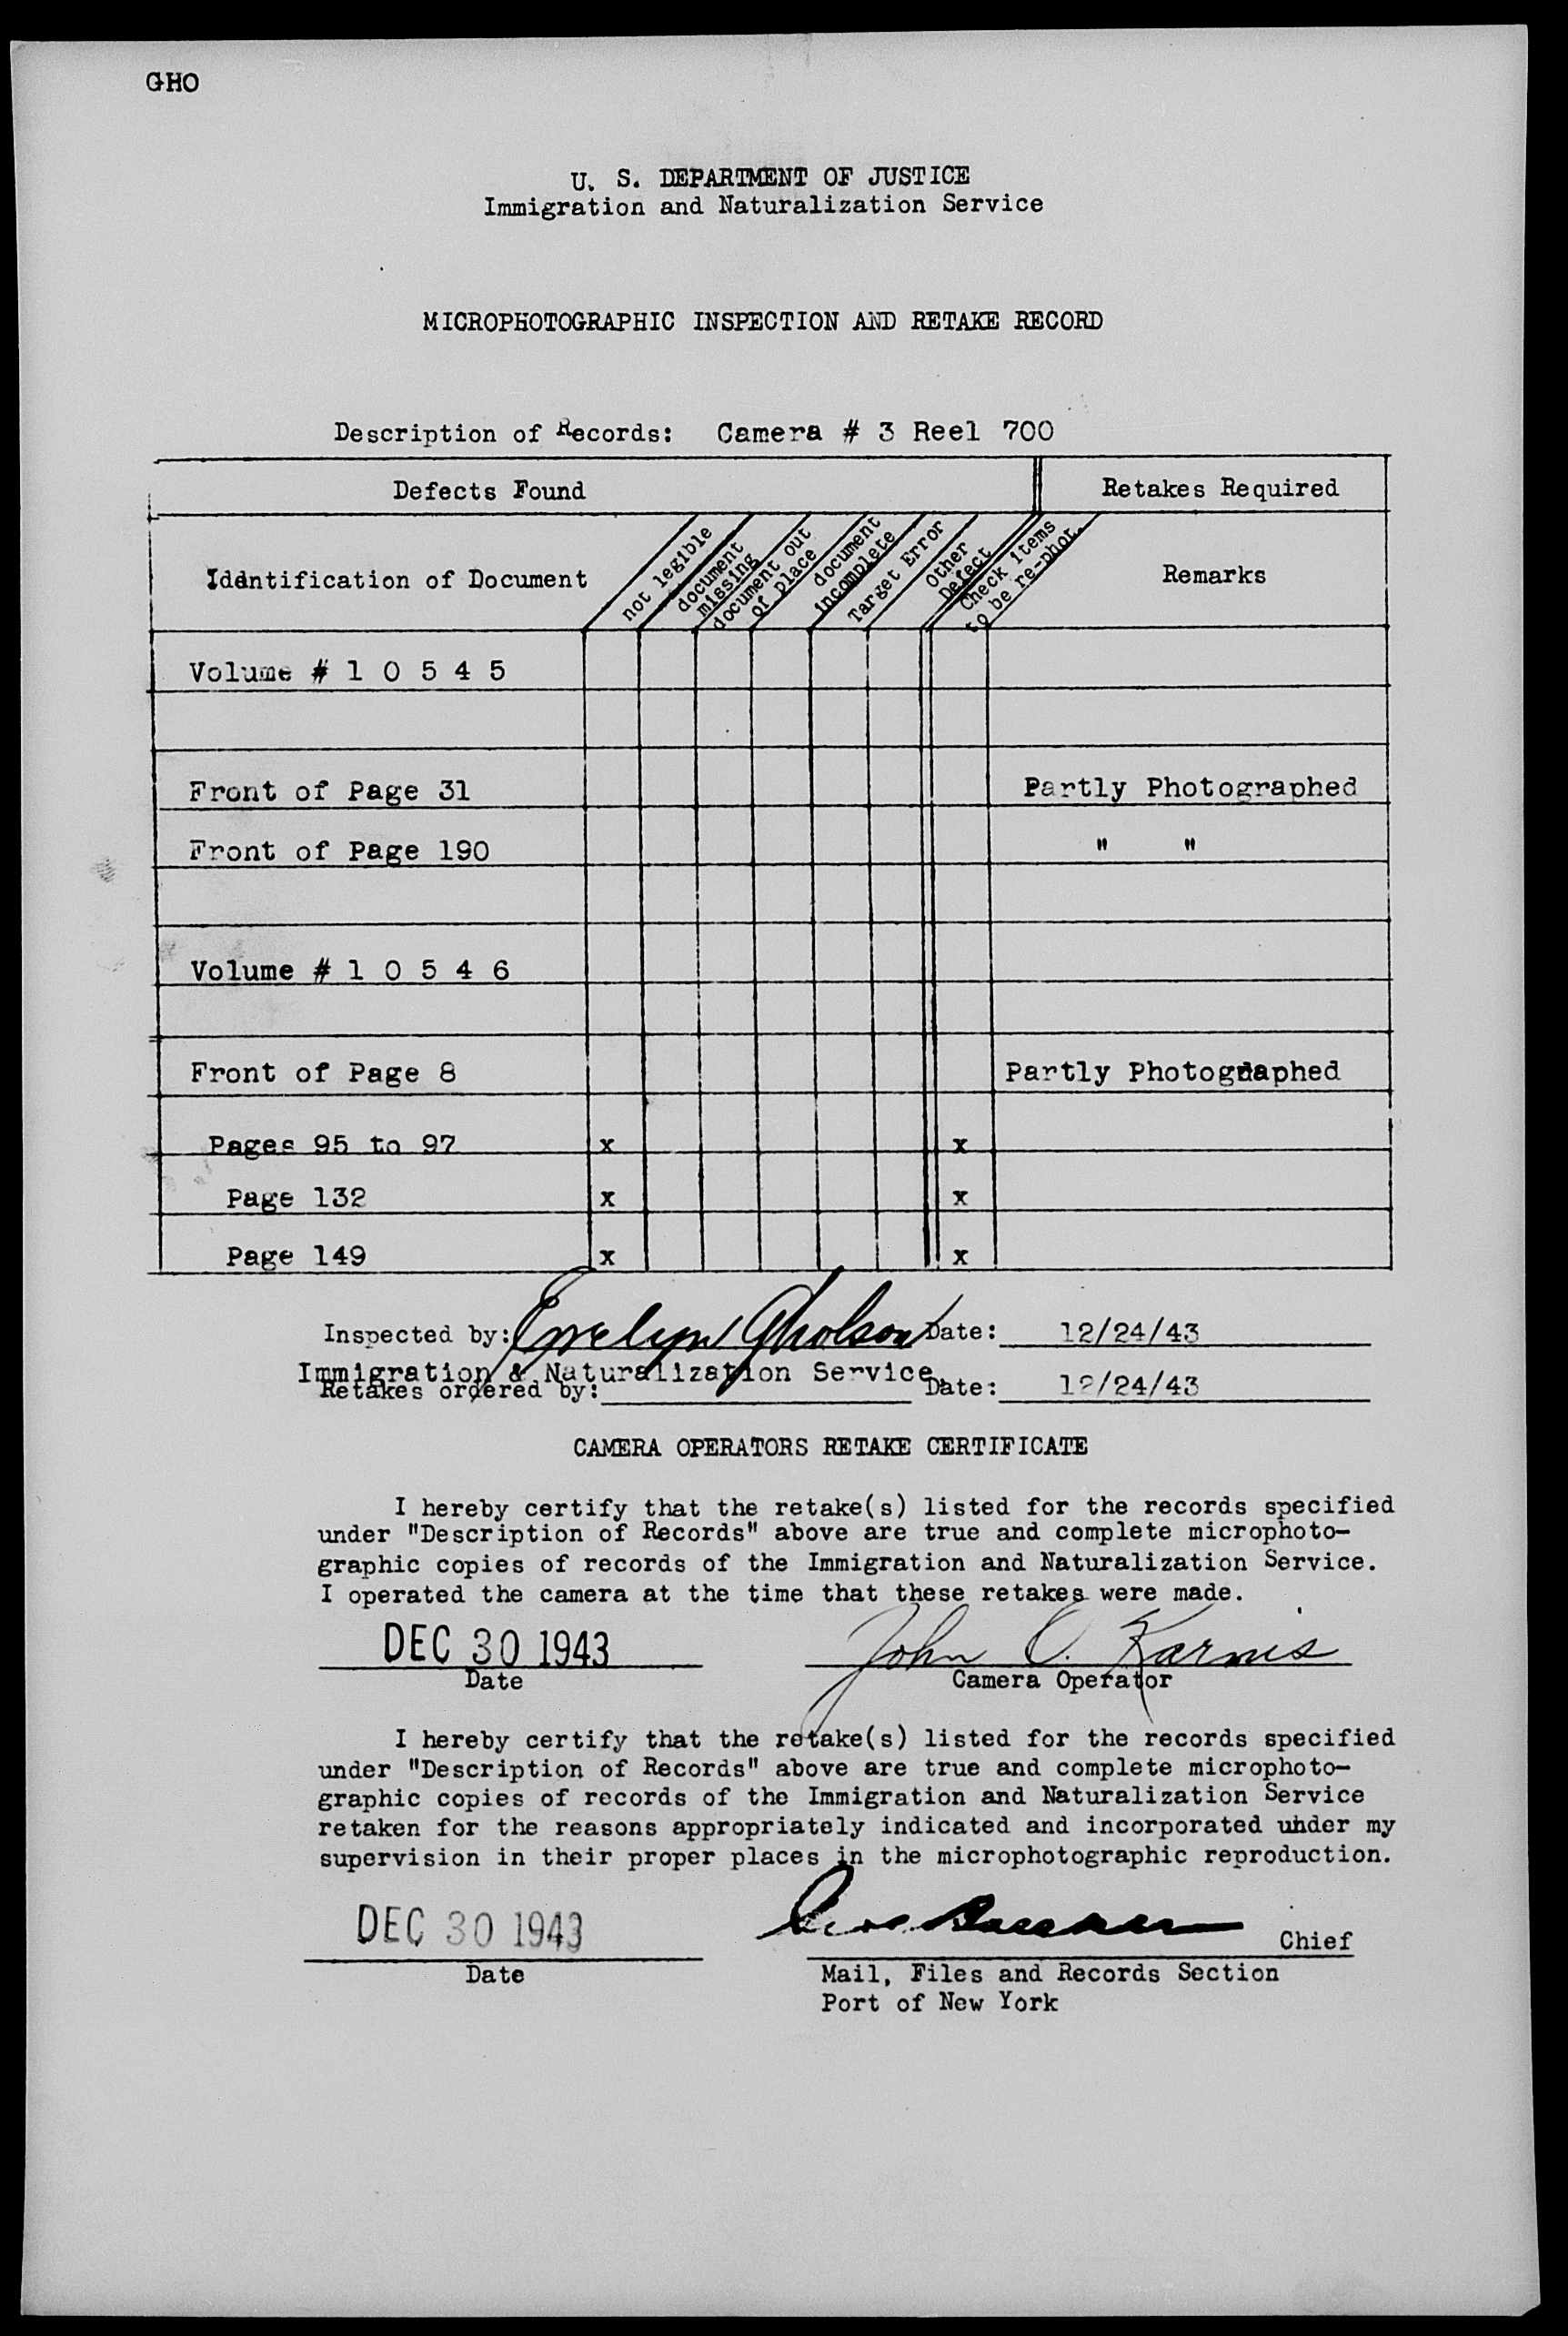 GHO
U. S. DEPARTMENT OF JUSTICE
Immigration and Naturalization Service
MICROPHOTOGRAPHIC INSPECTION AND RETAKE RECORD
Description of Records: Camera # 3 Reel 700
Defects Found Retakes Required
Identification of Document
not legible
document missing
document out of place
document incomplete
Target Error
Other Defect
Check items to be re-phot.
Remarks
Volume # 1 0 5 4 5
Front of Page 31 Partly Photographed
Front of Page 190 " "
Volume # 1 0 5 4 6
Front of Page 8 Partly Photographed
Pages 95 to 97 x x
Page 132 x x
Page 149 x x
Inspected by: Evelyn Gholson Date: 12/24/43
Immigration & Naturalization Service.
Retakes ordered by: Date: 12/24/43
CAMERA OPERATORS RETAKE CERTIFICATE
I hereby certify that the retake(s) listed for the records specified
under "Description of Records" above are true and complete microphoto-
graphic copies of records of the Immigration and Naturalization Service.
I operated the camera at the time that these retakes were made.
DEC 30 1943 John O. Karnes
Date Camera Operator
I hereby certify that the retake(s) listed for the records specified
under "Description of Records" above are true and complete microphoto-
graphic copies of records of the Immigration and Naturalization Service
retaken for the reasons appropriately indicated and incorporated under my
supervision in their proper places in the microphotographic reproduction.
DEC 30 1943 Chief
Date Mail, Files and Records Section
Port of New York